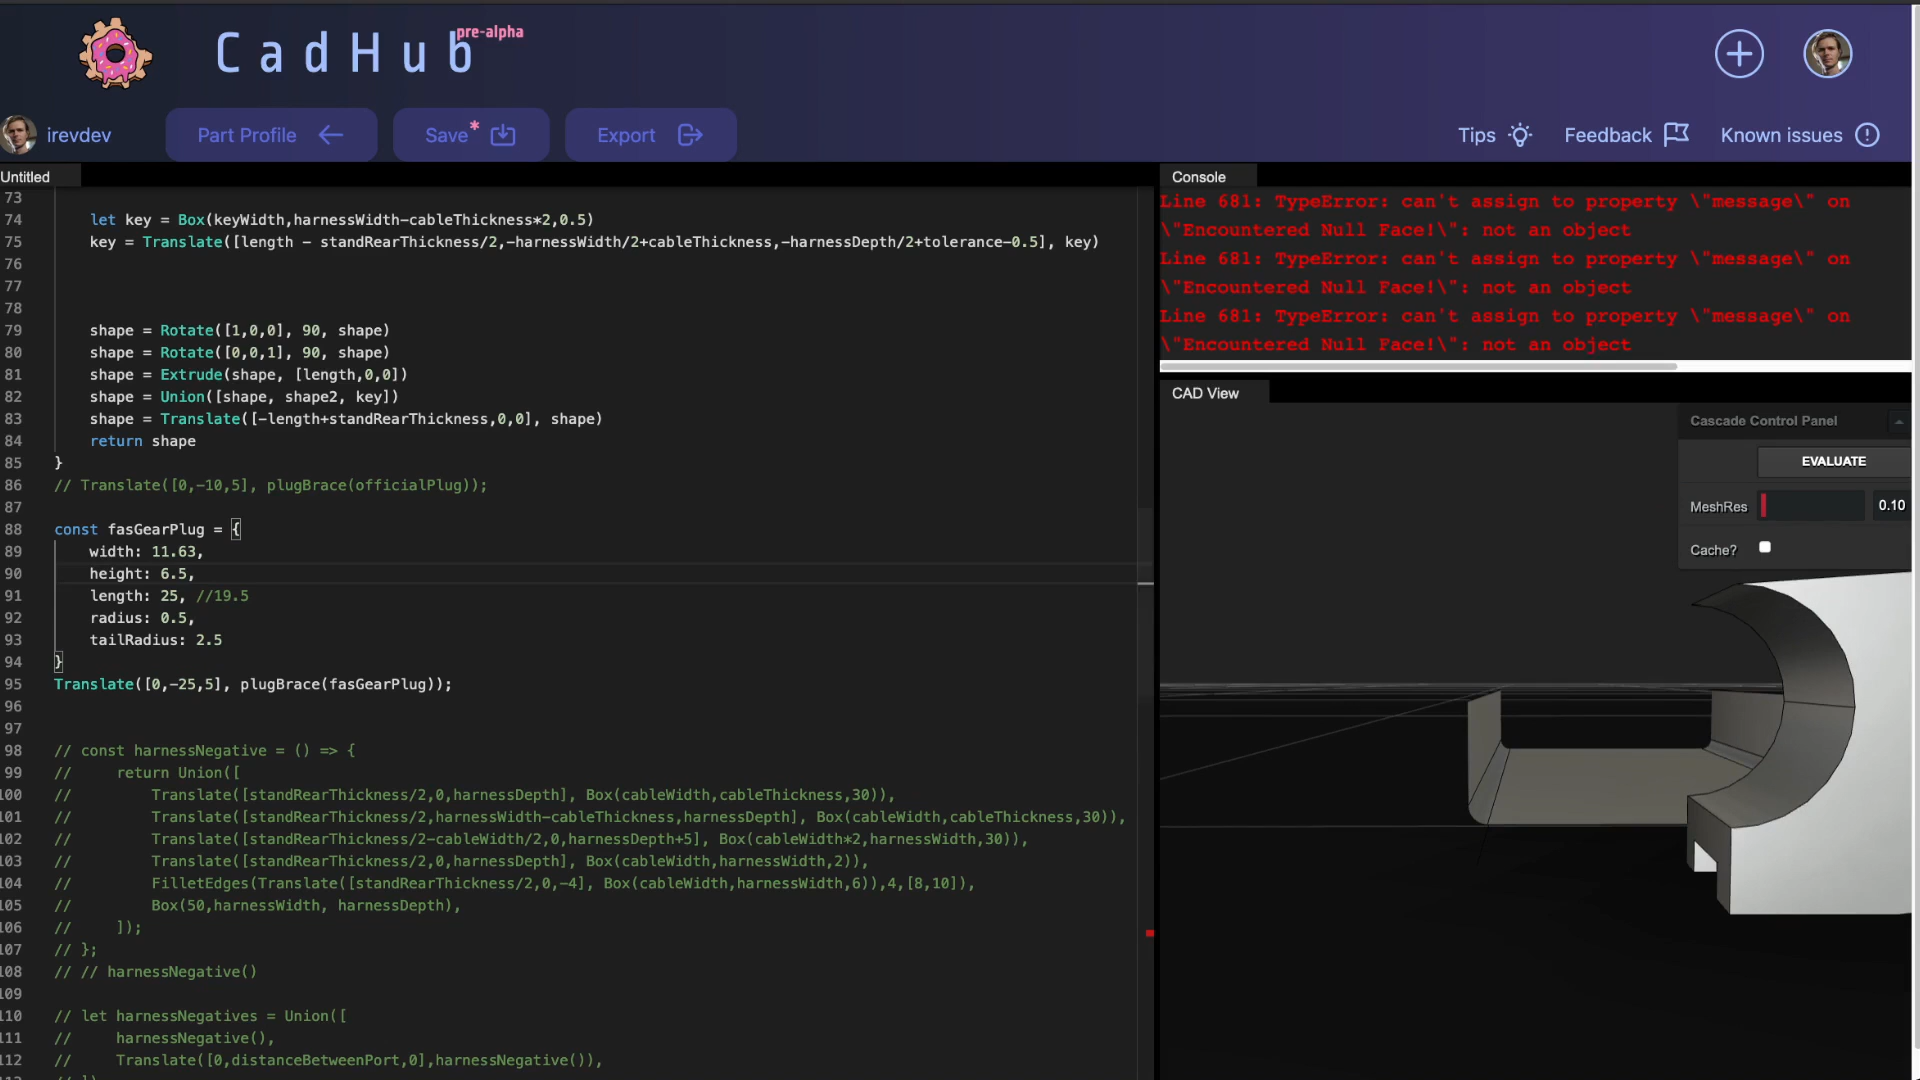 CadHub
pre-alpha
irevdev
Part Profile
Save*
Export
Tips
Feedback
Known issues
Untitled
73
74 let key = Box(keyWidth,harnessWidth-cableThickness*2,0.5)
75 key = Translate([length - standRearThickness/2,-harnessWidth/2+cableThickness,-harnessDepth/2+tolerance-0.5], key)
76
77
78
79 shape = Rotate([1,0,0], 90, shape)
80 shape = Rotate([0,0,1], 90, shape)
81 shape = Extrude(shape, [length,0,0])
82 shape = Union([shape, shape2, key])
83 shape = Translate([-length+standRearThickness,0,0], shape)
84 return shape
85 }
86 // Translate([0,-10,5], plugBrace(officialPlug));
87
88 const fasGearPlug = {
89 width: 11.63,
90 height: 6.5,
91 length: 25, //19.5
92 radius: 0.5,
93 tailRadius: 2.5
94 }
95 Translate([0,-25,5], plugBrace(fasGearPlug));
96
97
98 // const harnessNegative = () => {
99 // return Union([
100 // Translate([standRearThickness/2,0,harnessDepth], Box(cableWidth,cableThickness,30)),
101 // Translate([standRearThickness/2,harnessWidth-cableThickness,harnessDepth], Box(cableWidth,cableThickness,30)),
102 // Translate([standRearThickness/2-cableWidth/2,0,harnessDepth+5], Box(cableWidth*2,harnessWidth,30)),
103 // Translate([standRearThickness/2,0,harnessDepth], Box(cableWidth,harnessWidth,2)),
104 // FilletEdges(Translate([standRearThickness/2,0,-4], Box(cableWidth,harnessWidth,6)),4,[8,10]),
105 // Box(50,harnessWidth, harnessDepth),
106 // ]);
107 // };
108 // // harnessNegative()
109
110 // let harnessNegatives = Union([
111 // harnessNegative(),
112 // Translate([0,distanceBetweenPort,0],harnessNegative()),
Console
Line 681: TypeError: can't assign to property \"message\" on
\"Encountered Null Face!\": not an object
Line 681: TypeError: can't assign to property \"message\" on
\"Encountered Null Face!\": not an object
Line 681: TypeError: can't assign to property \"message\" on
\"Encountered Null Face!\": not an object
CAD View
Cascade Control Panel
EVALUATE
MeshRes 0.10
Cache?